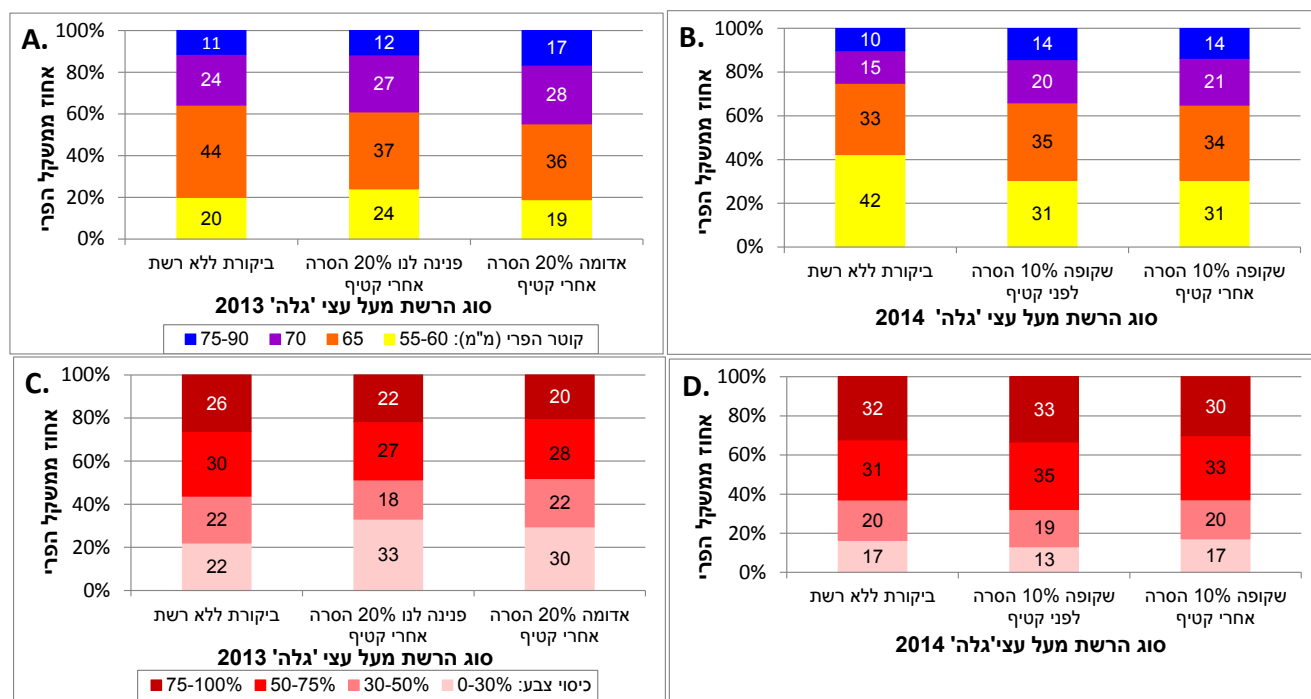 A.
אחוז ממשקל הפרי
100%
80%
60%
40%
20%
0%
11 12 17
24 27 28
44 37 36
20 24 19
ביקורת ללא רשת
פנינה לנו 20% הסרה
אחרי קטיף
אדומה 20% הסרה
אחרי קטיף
סוג הרשת מעל עצי 'גלה' 2013
קוטר הפרי (מ"מ): 55-60 65 70 75-90
B.
אחוז ממשקל הפרי
100%
80%
60%
40%
20%
0%
10 14 14
15 20 21
33 35 34
42 31 31
ביקורת ללא רשת
שקופה 10% הסרה
לפני קטיף
שקופה 10% הסרה
אחרי קטיף
סוג הרשת מעל עצי 'גלה' 2014
C.
אחוז ממשקל הפרי
100%
80%
60%
40%
20%
0%
26 22 20
30 27 28
22 18 22
22 33 30
ביקורת ללא רשת
פנינה לנו 20% הסרה
אחרי קטיף
אדומה 20% הסרה
אחרי קטיף
סוג הרשת מעל עצי 'גלה' 2013
כיסוי צבע: 0-30% 30-50% 50-75% 75-100%
D.
אחוז ממשקל הפרי
100%
80%
60%
40%
20%
0%
32 33 30
31 35 33
20 19 20
17 13 17
ביקורת ללא רשת
שקופה 10% הסרה
לפני קטיף
שקופה 10% הסרה
אחרי קטיף
סוג הרשת מעל עצי'גלה' 2014